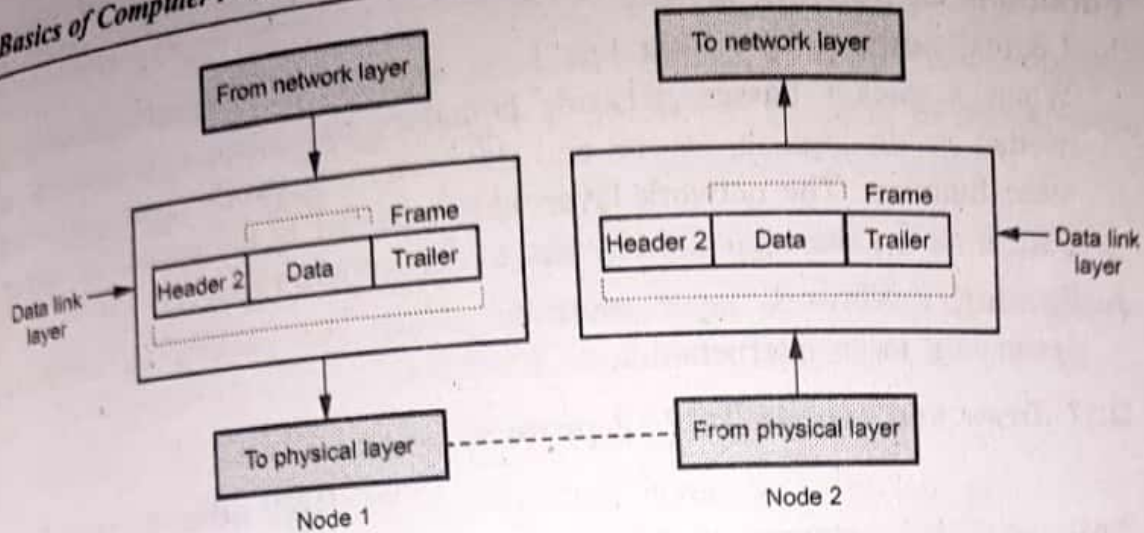 Basics of Computer
From network layer
Frame
Header 2 Data Trailer
Data link
layer
To physical layer
Node 1
To network layer
Frame
Header 2 Data Trailer
Data link
layer
From physical layer
Node 2